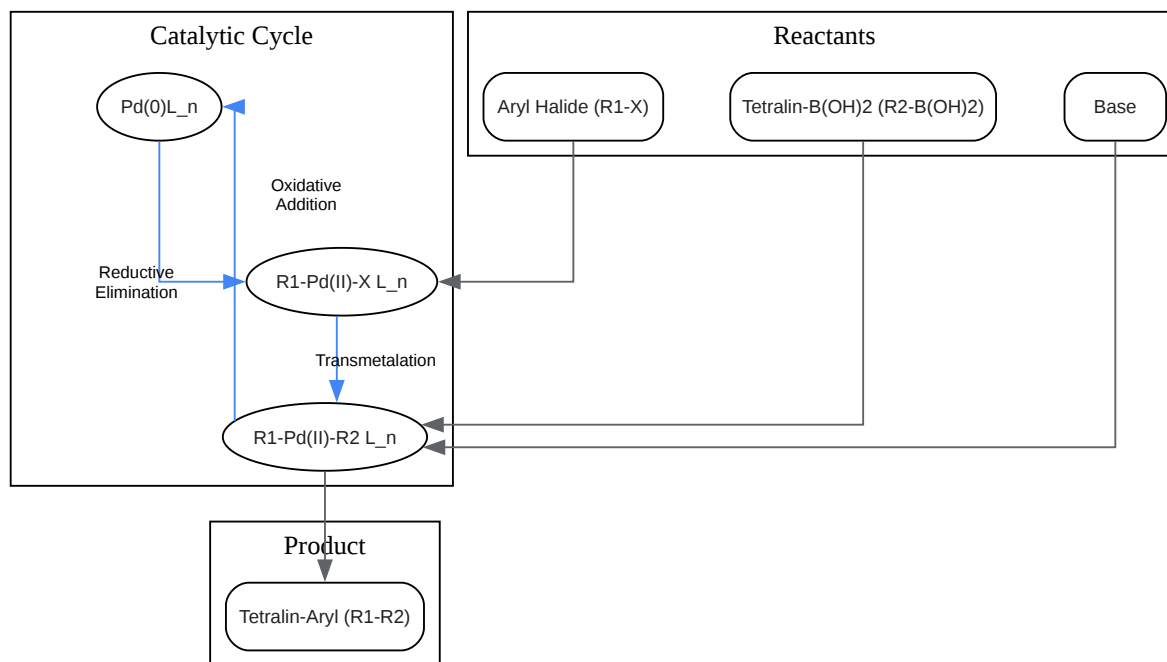 Catalytic Cycle
Reactants
Pd(0)L_n
Aryl Halide (R1-X)
Tetralin-B(OH)2 (R2-B(OH)2)
Base
Oxidative
Addition
Reductive
Elimination
R1-Pd(II)-X L_n
Transmetalation
R1-Pd(II)-R2 L_n
Product
Tetralin-Aryl (R1-R2)